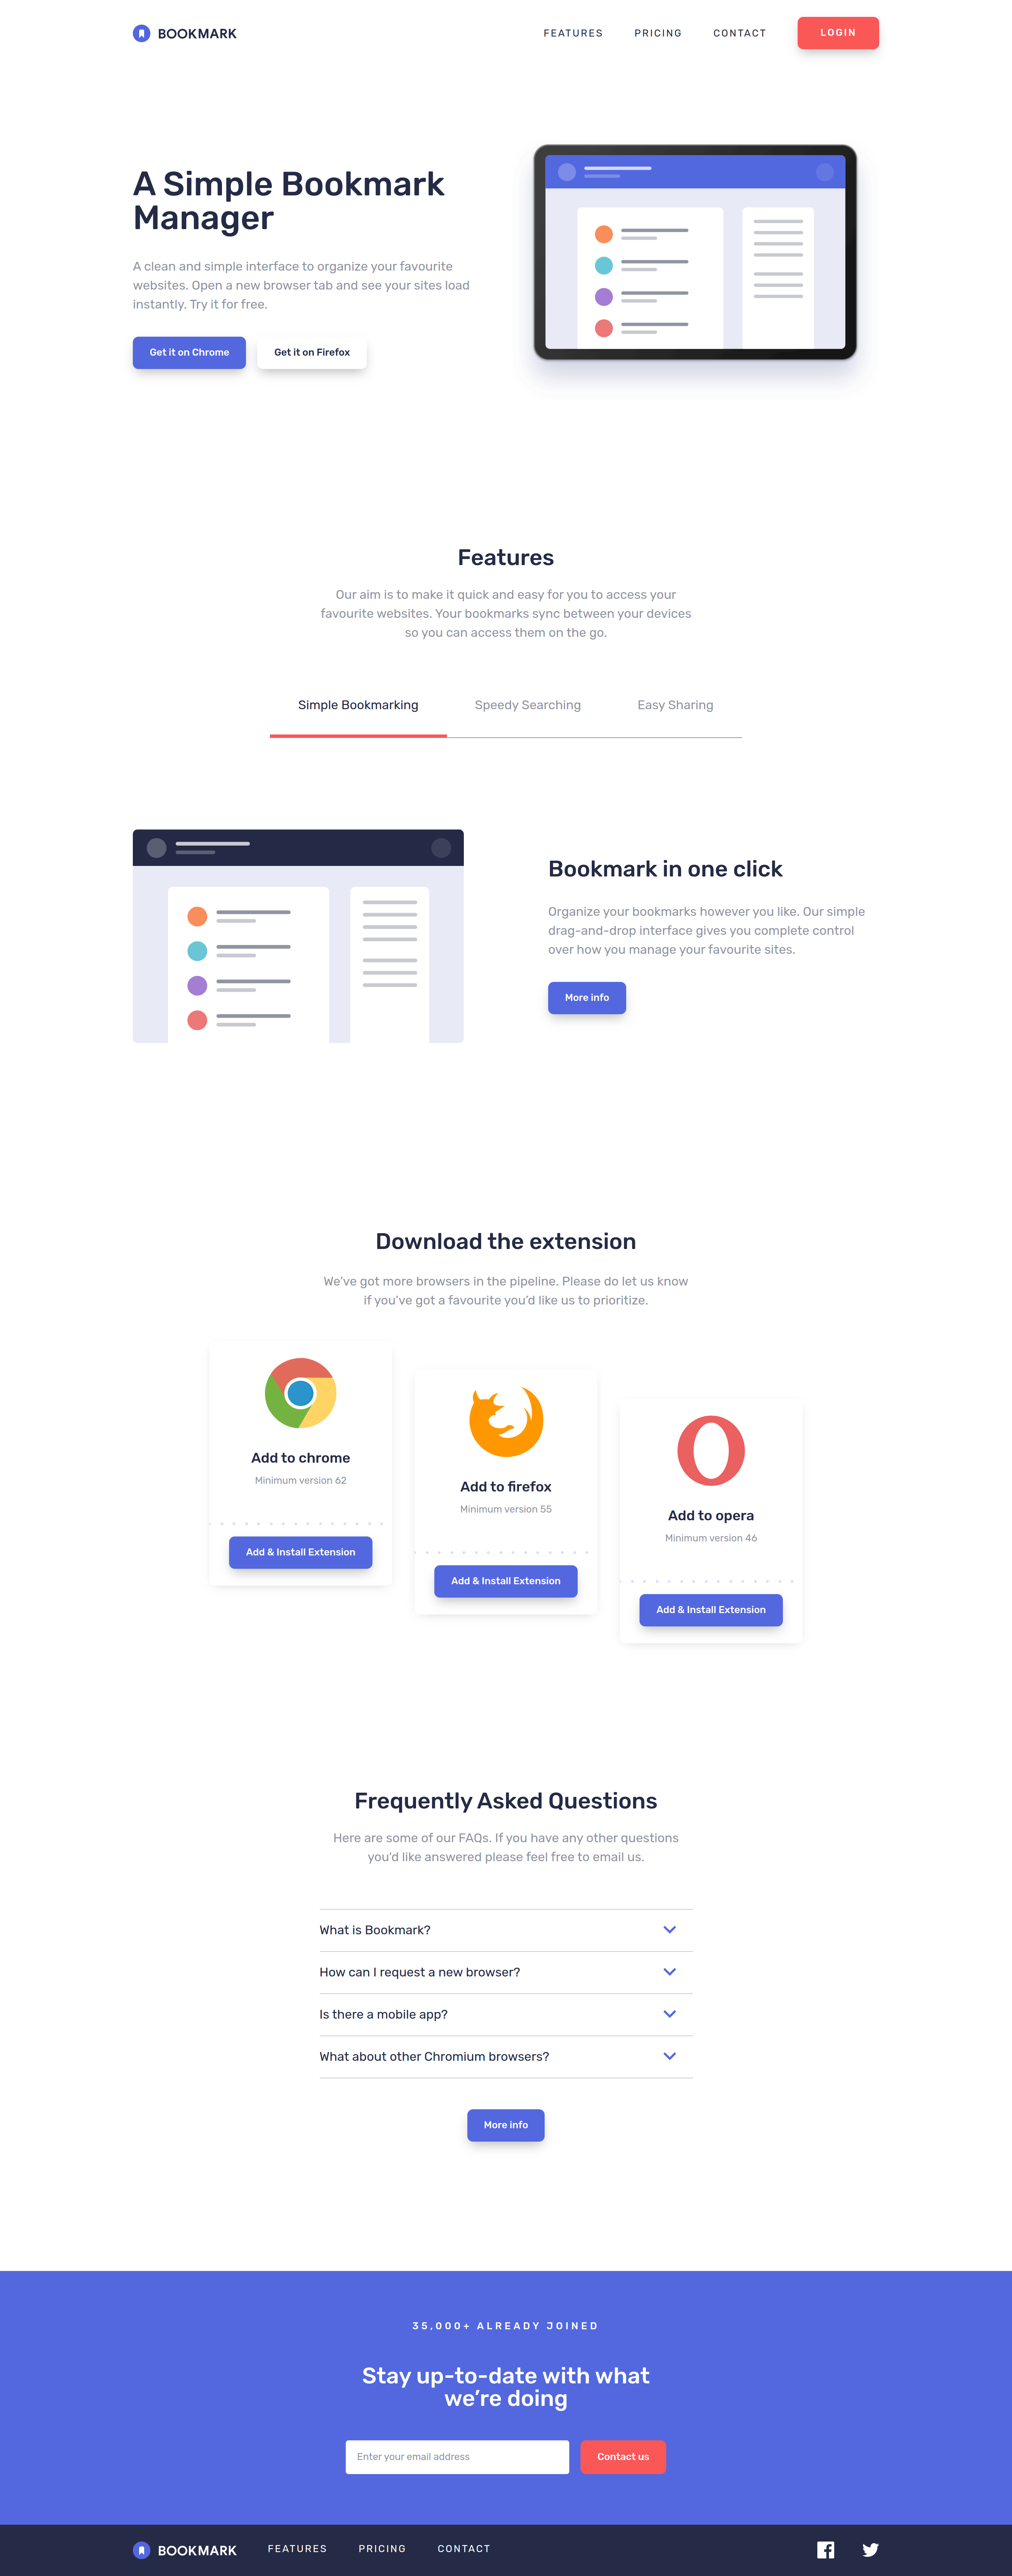 BOOKMARK
FEATURES
PRICING
CONTACT
LOGIN
A Simple Bookmark
Manager
A clean and simple interface to organize your favourite
websites. Open a new browser tab and see your sites load
instantly. Try it for free.
Get it on Chrome
Get it on Firefox
Features
Our aim is to make it quick and easy for you to access your
favourite websites. Your bookmarks sync between your devices
so you can access them on the go.
Simple Bookmarking
Speedy Searching
Easy Sharing
Bookmark in one click
Organize your bookmarks however you like. Our simple
drag-and-drop interface gives you complete control
over how you manage your favourite sites.
More info
Download the extension
We've got more browsers in the pipeline. Please do let us know
if you've got a favourite you'd like us to prioritize.
Add to chrome
Minimum version 62
Add & Install Extension
Add to firefox
Minimum version 55
Add & Install Extension
Add to opera
Minimum version 46
Add & Install Extension
Frequently Asked Questions
Here are some of our FAQs. If you have any other questions
you'd like answered please feel free to email us.
What is Bookmark?
How can I request a new browser?
Is there a mobile app?
What about other Chromium browsers?
More info
35,000+ ALREADY JOINED
Stay up-to-date with what
we're doing
Enter your email address
Contact us
BOOKMARK
FEATURES
PRICING
CONTACT